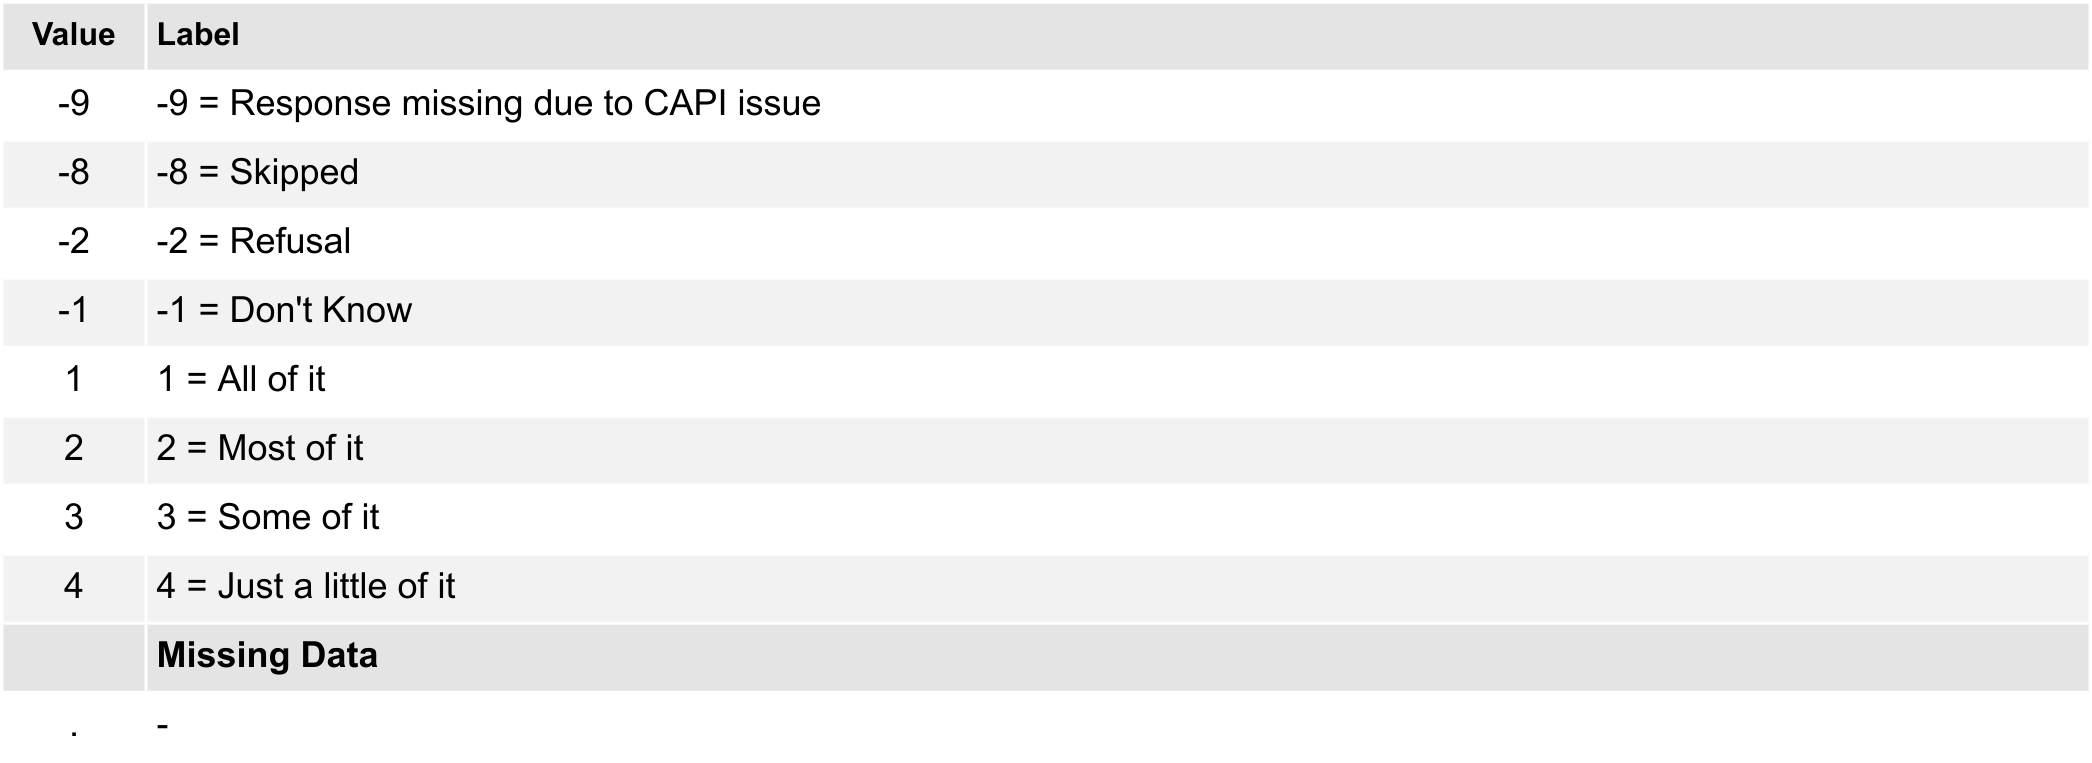 Value Label
-9 -9 = Response missing due to CAPI issue
-8 -8 = Skipped
-2 -2 = Refusal
-1 -1 = Don't Know
1 1 = All of it
2 2 = Most of it
3 3 = Some of it
4 4 = Just a little of it
Missing Data
. -